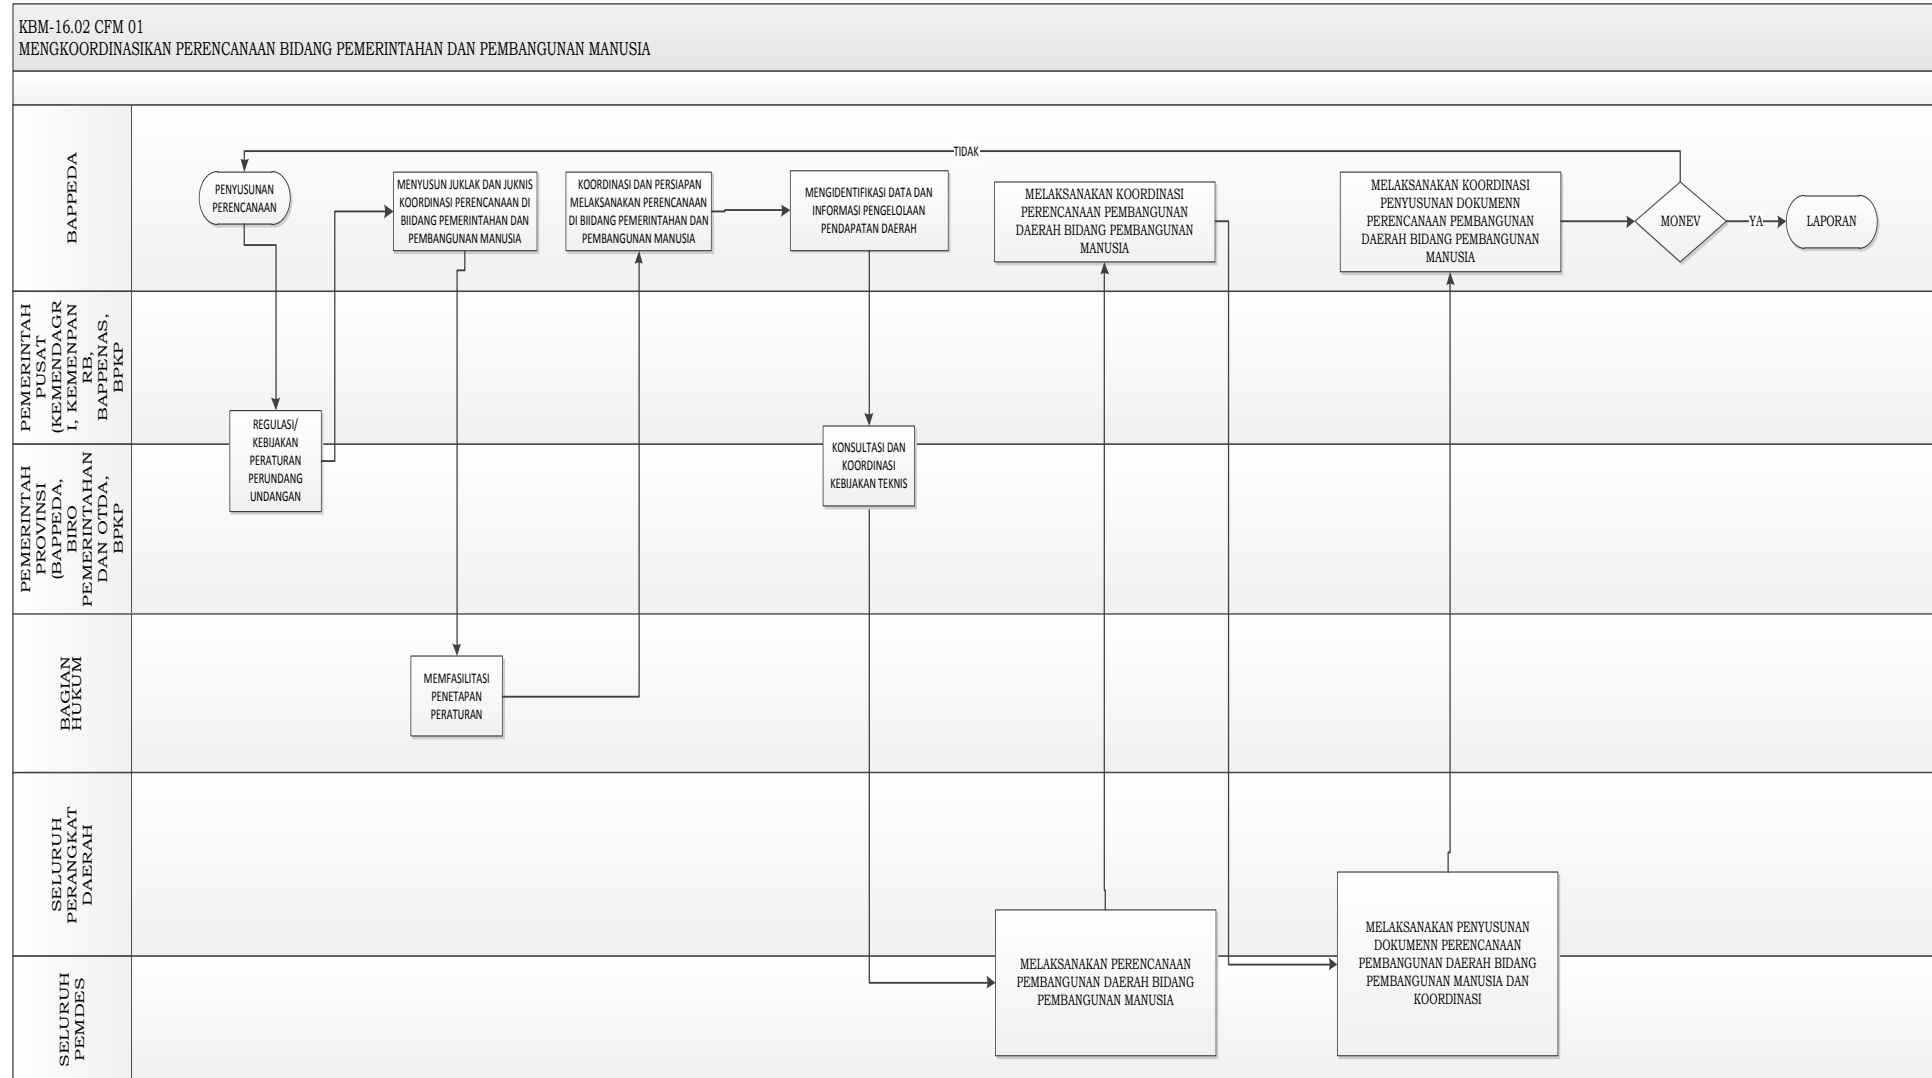 KBM-16.02 CFM 01
MENGKOORDINASIKAN PERENCANAAN BIDANG PEMERINTAHAN DAN PEMBANGUNAN MANUSIA
BAPPEDA
TIDAK
PENYUSUNAN
PERENCANAAN
MENYUSUN JUKLAK DAN JUKNIS
KOORDINASI PERENCANAAN DI
BIIDANG PEMERINTAHAN DAN
PEMBANGUNAN MANUSIA
KOORDINASI DAN PERSIAPAN
MELAKSANAKAN PERENCANAAN
DI BIIDANG PEMERINTAHAN DAN
PEMBANGUNAN MANUSIA
MENGIDENTIFIKASI DATA DAN
INFORMASI PENGELOLAAN
PENDAPATAN DAERAH
MELAKSANAKAN KOORDINASI
PERENCANAAN PEMBANGUNAN
DAERAH BIDANG PEMBANGUNAN
MANUSIA
MELAKSANAKAN KOORDINASI
PENYUSUNAN DOKUMENN
PERENCANAAN PEMBANGUNAN
DAERAH BIDANG PEMBANGUNAN
MANUSIA
MONEV
YA
LAPORAN
PEMERINTAH
PUSAT
(KEMENDAGR
I, KEMENPAN
RB,
BAPPENAS,
BPKP
REGULASI/
KEBIJAKAN
PERATURAN
PERUNDANG
UNDANGAN
KONSULTASI DAN
KOORDINASI
KEBIJAKAN TEKNIS
PEMERINTAH
PROVINSI
(BAPPEDA,
BIRO
PEMERINTAHAN
DAN OTDA,
BPKP
BAGIAN
HUKUM
MEMFASILITASI
PENETAPAN
PERATURAN
SELURUH
PERANGKAT
DAERAH
MELAKSANAKAN PERENCANAAN
PEMBANGUNAN DAERAH BIDANG
PEMBANGUNAN MANUSIA
MELAKSANAKAN PENYUSUNAN
DOKUMENN PERENCANAAN
PEMBANGUNAN DAERAH BIDANG
PEMBANGUNAN MANUSIA DAN
KOORDINASI
SELURUH
PEMDES